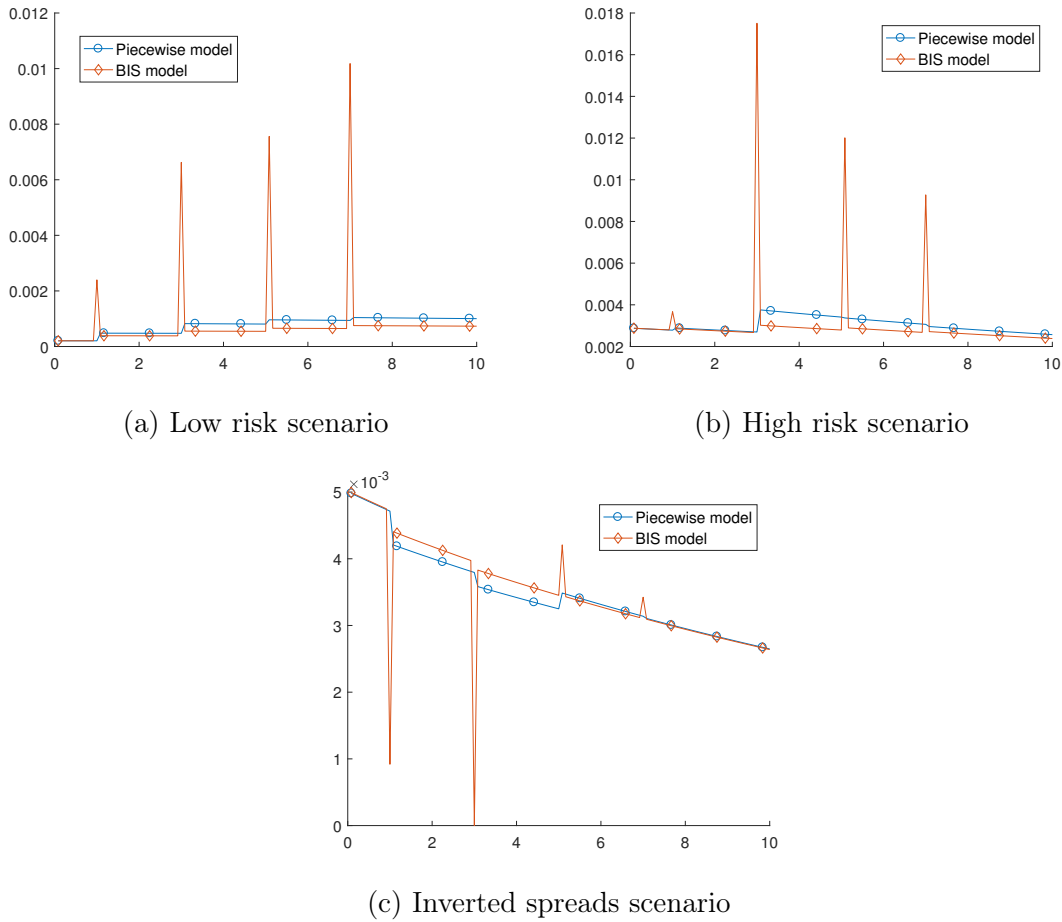 0.012
0.01
0.008
0.006
0.004
0.002
0
0 2 4 6 8 10
Piecewise model
BIS model
(a) Low risk scenario
0.018
0.016
0.014
0.012
0.01
0.008
0.006
0.004
0.002
0 2 4 6 8 10
Piecewise model
BIS model
(b) High risk scenario
× 10⁻³
5
4
3
2
1
0
0 2 4 6 8 10
Piecewise model
BIS model
(c) Inverted spreads scenario